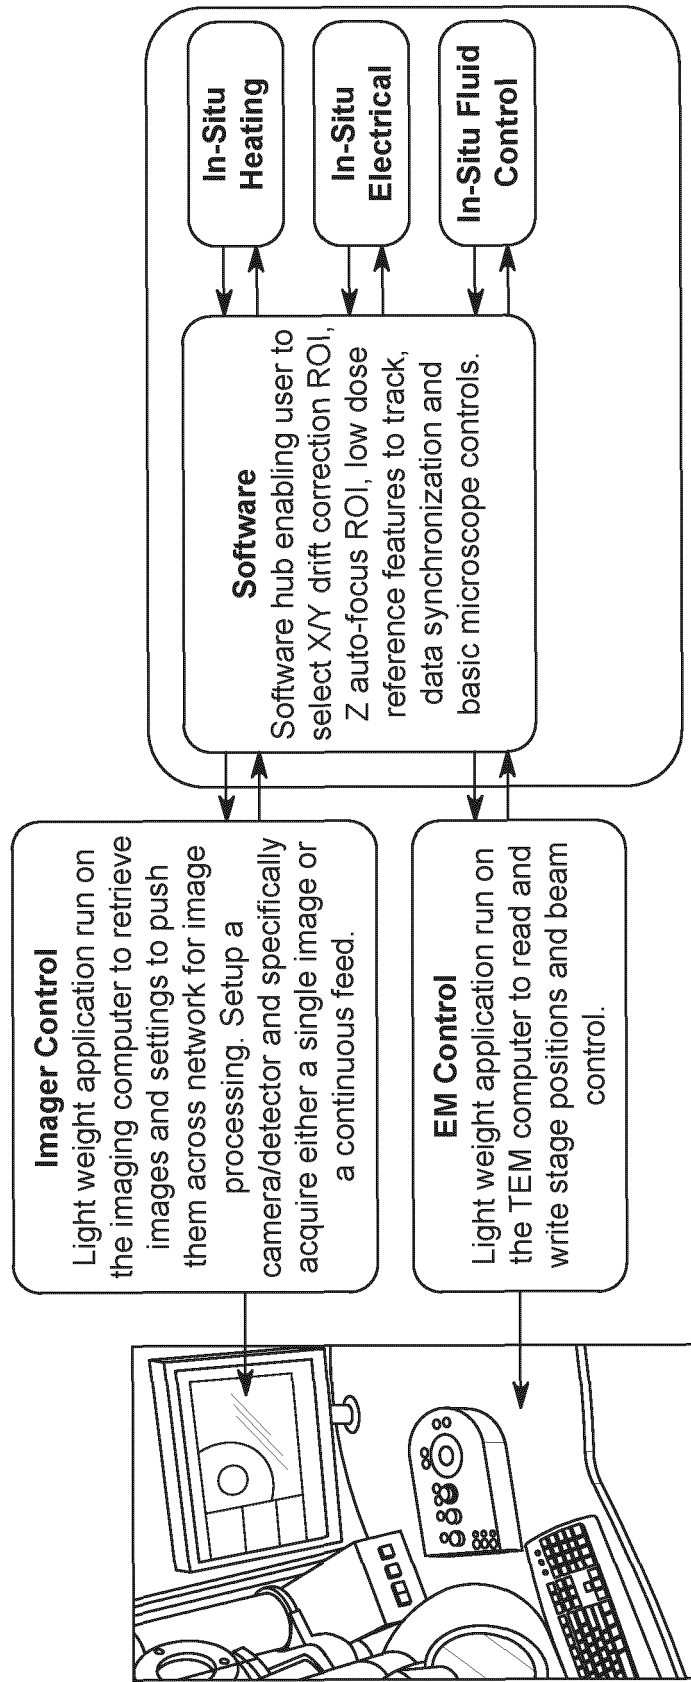 Imager Control
Light weight application run on
the imaging computer to retrieve
images and settings to push
them across network for image
processing. Setup a
camera/detector and specifically
acquire either a single image or
a continuous feed.
EM Control
Light weight application run on
the TEM computer to read and
write stage positions and beam
control.
Software
Software hub enabling user to
select X/Y drift correction ROI,
Z auto-focus ROI, low dose
reference features to track,
data synchronization and
basic microscope controls.
In-Situ
Heating
In-Situ
Electrical
In-Situ Fluid
Control